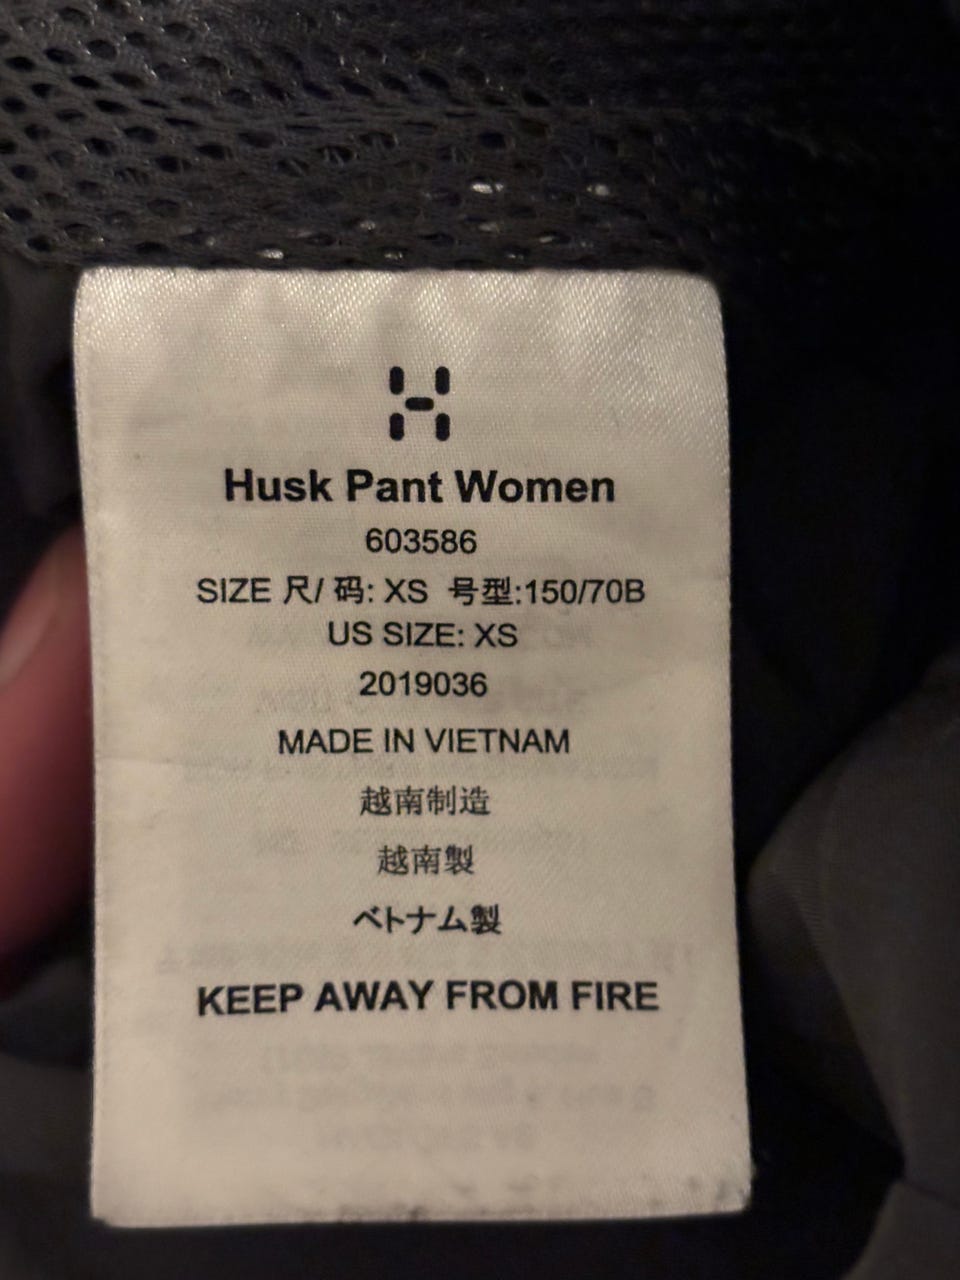 Husk Pant Women
603586
SIZE 尺/ 码: XS 号型:150/70B
US SIZE: XS
2019036
MADE IN VIETNAM
越南制造
越南製
ベトナム製
KEEP AWAY FROM FIRE